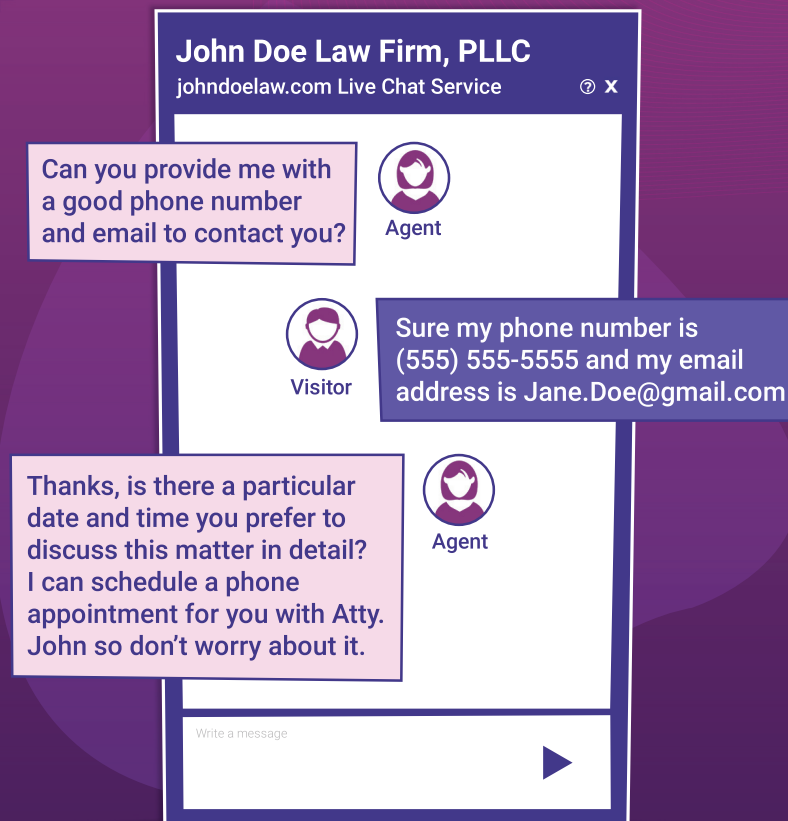 John Doe Law Firm, PLLC
johndoelaw.com Live Chat Service
? X
Can you provide me with
a good phone number
and email to contact you?
Agent
Sure my phone number is
(555) 555-5555 and my email
address is Jane.Doe@gmail.com
Visitor
Thanks, is there a particular
date and time you prefer to
discuss this matter in detail?
I can schedule a phone
appointment for you with Atty.
John so don’t worry about it.
Agent
Write a message